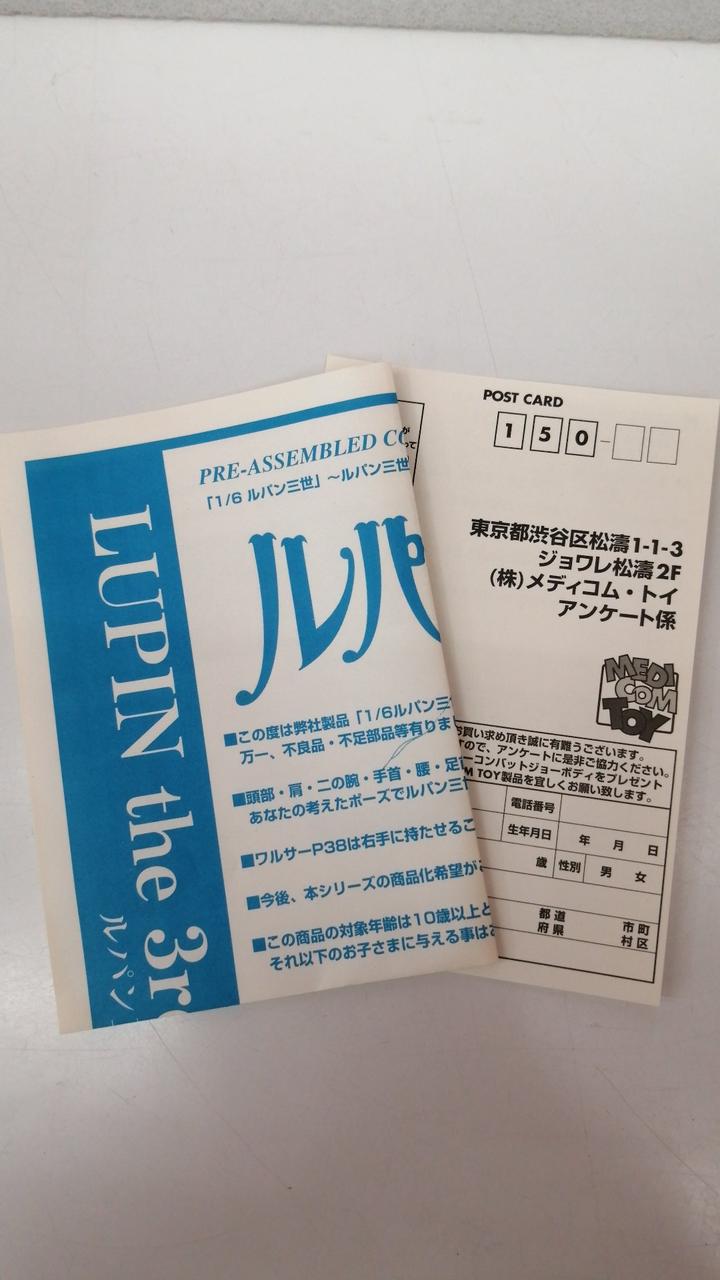 LUPIN the 3r
ルパン
PRE-ASSEMBLED CO
「1/6 ルパン三世」〜ルパン三世
ルパ
■この度は弊社製品「1/6ルパン三
万一、不良品・不足部品等有りま
■頭部・肩・二の腕・手首・腰・足
あなたの考えたポーズでルパン三
■ワルサーP38は右手に持たせるこ
■今後、本シリーズの商品化希望が
■この商品の対象年齢は10歳以上と
それ以下のお子さまに与える事は
が
って
POST CARD
150-
東京都渋谷区松濤1-1-3
ジョワレ松濤2F
(株)メディコム・トイ
アンケート係
MEDI
COM
TOY
お買い求め頂き誠に有難うございます。
ので、アンケートに是非ご協力ください。
ーコンバットジョーボディをプレゼント
OM TOY製品を宜しくお願い致します。
電話番号
生年月日 年 月 日
歳 性別 男 女
都道 市町
府県 村区